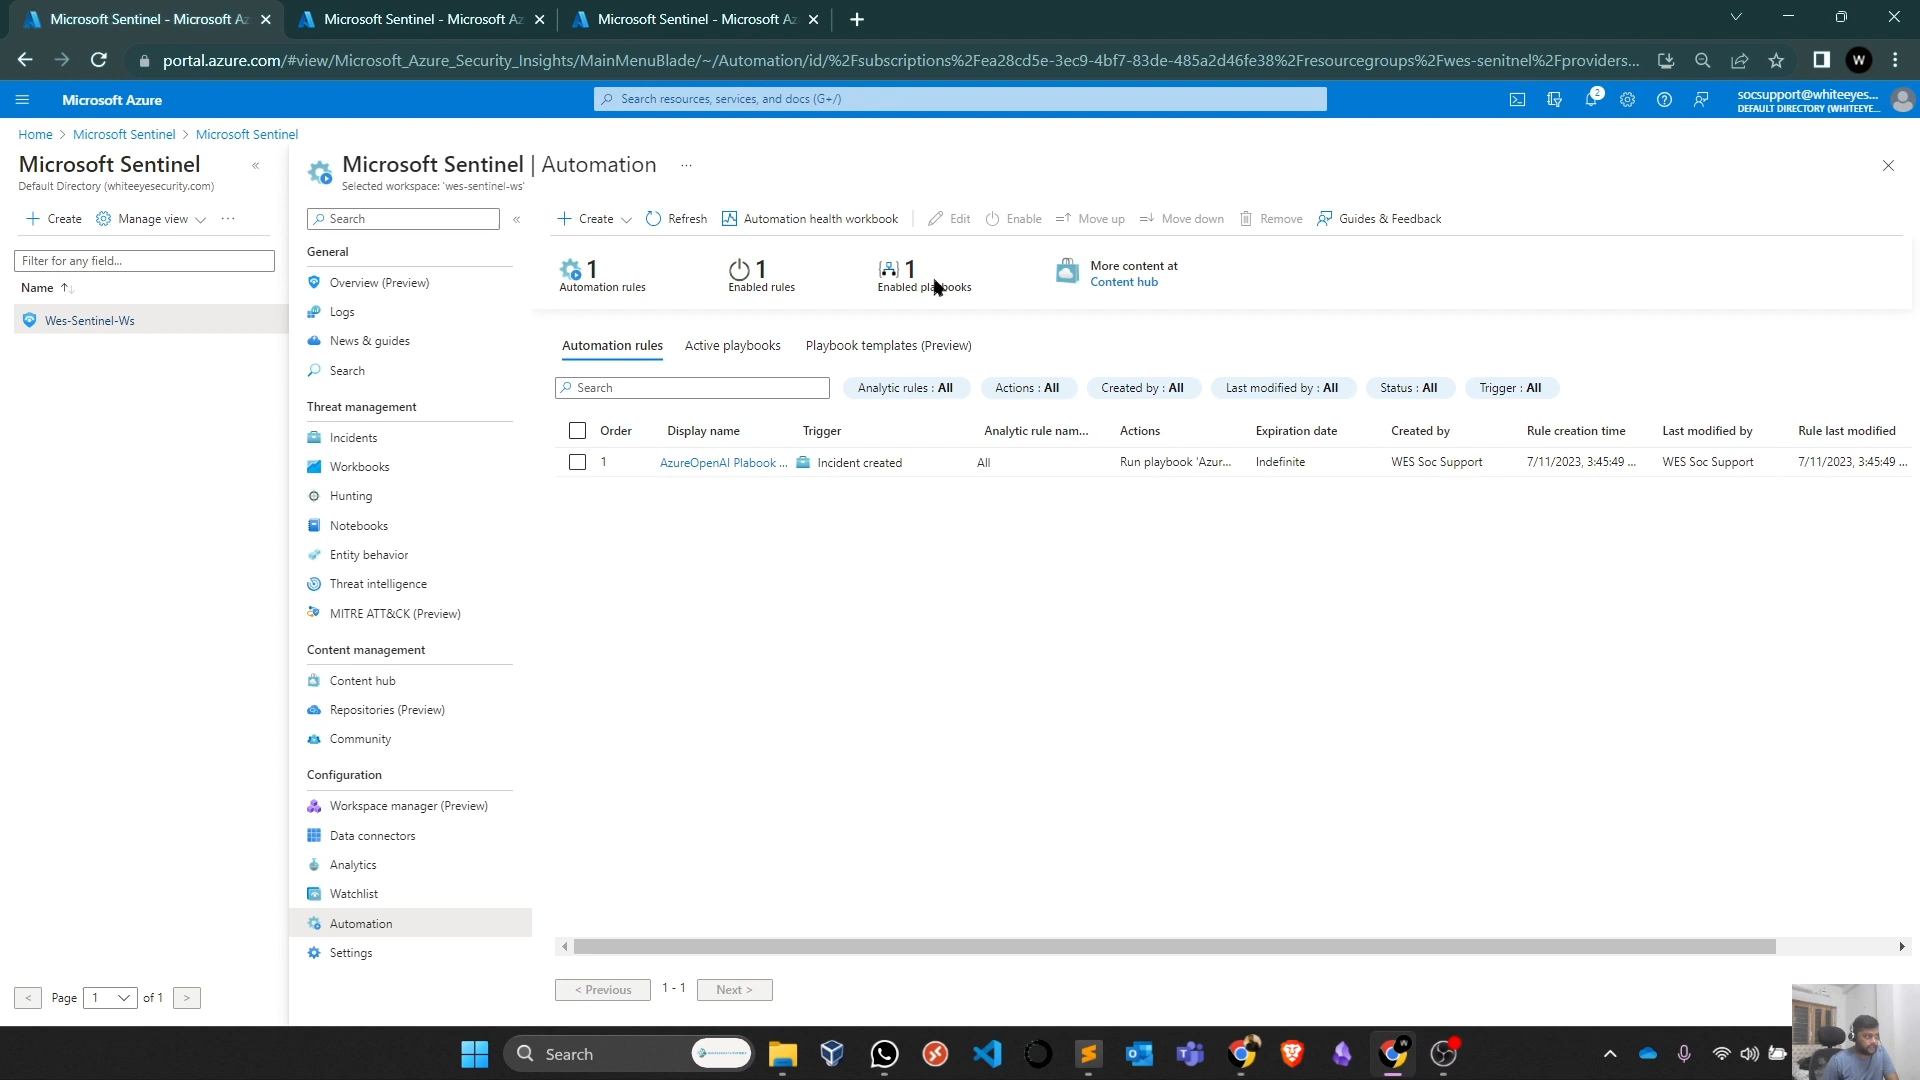 Microsoft Sentinel - Microsoft Az
Microsoft Sentinel - Microsoft Az
Microsoft Sentinel - Microsoft Az
portal.azure.com/#view/Microsoft_Azure_Security_Insights/MainMenuBlade/~/Automation/id/%2Fsubscriptions%2Fea28cd5e-3ec9-4bf7-83de-485a2d46fe38%2Fresourcegroups%2Fwes-senitnel%2Fproviders...
W
Microsoft Azure
Search resources, services, and docs (G+/)
2
socsupport@whiteeyes...
DEFAULT DIRECTORY (WHITEEYE...
Home > Microsoft Sentinel > Microsoft Sentinel
Microsoft Sentinel
Default Directory (whiteeyesecurity.com)
Create
Manage view
Filter for any field...
Name
Wes-Sentinel-Ws
< Page 1 of 1 >
Microsoft Sentinel | Automation
Selected workspace: 'wes-sentinel-ws'
Search
General
Overview (Preview)
Logs
News & guides
Search
Threat management
Incidents
Workbooks
Hunting
Notebooks
Entity behavior
Threat intelligence
MITRE ATT&CK (Preview)
Content management
Content hub
Repositories (Preview)
Community
Configuration
Workspace manager (Preview)
Data connectors
Analytics
Watchlist
Automation
Settings
Create Refresh Automation health workbook Edit Enable Move up Move down Remove Guides & Feedback
1
Automation rules
1
Enabled rules
1
Enabled playbooks
More content at
Content hub
Automation rules Active playbooks Playbook templates (Preview)
Search
Analytic rules : All Actions : All Created by : All Last modified by : All Status : All Trigger : All
Order Display name Trigger Analytic rule nam... Actions Expiration date Created by Rule creation time Last modified by Rule last modified
1 AzureOpenAI Plabook ... Incident created All Run playbook 'Azur... Indefinite WES Soc Support 7/11/2023, 3:45:49 ... WES Soc Support 7/11/2023, 3:45:49 ...
< Previous 1 - 1 Next >
Search